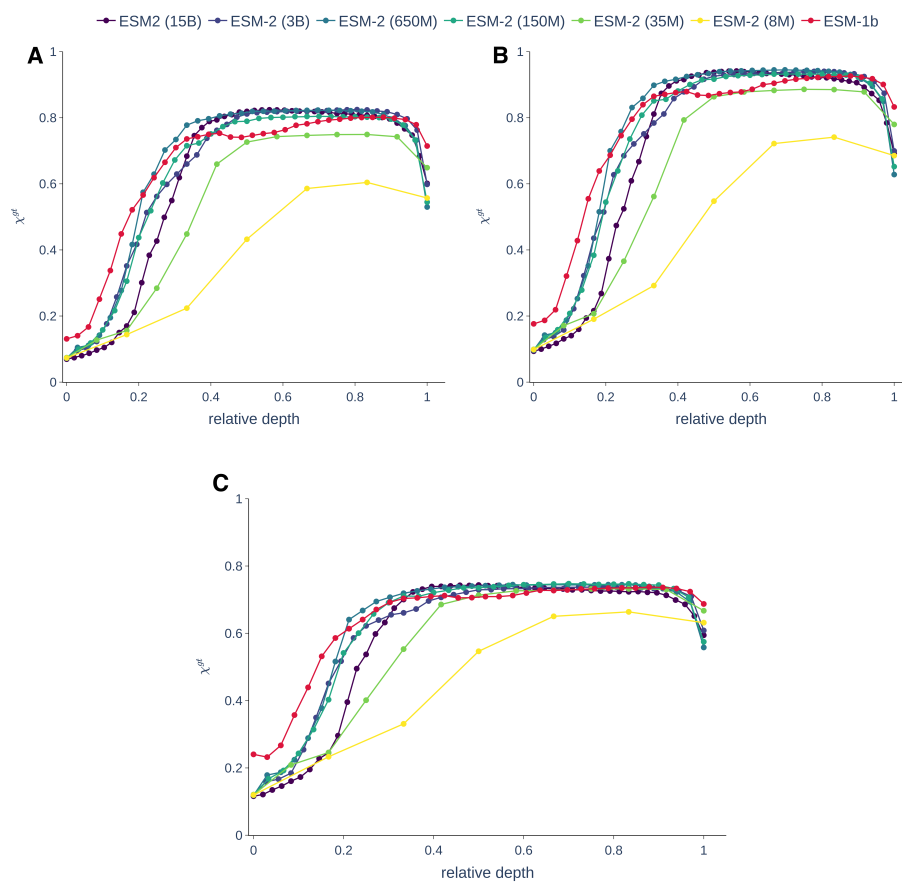 ESM2 (15B) ESM-2 (3B) ESM-2 (650M) ESM-2 (150M) ESM-2 (35M) ESM-2 (8M) ESM-1b
A B
1 1
0.8 0.8
0.6 0.6
χ^gt χ^gt
0.4 0.4
0.2 0.2
0 0
0 0.2 0.4 0.6 0.8 1 0 0.2 0.4 0.6 0.8 1
relative depth relative depth
C
1
0.8
0.6
χ^gt
0.4
0.2
0
0 0.2 0.4 0.6 0.8 1
relative depth